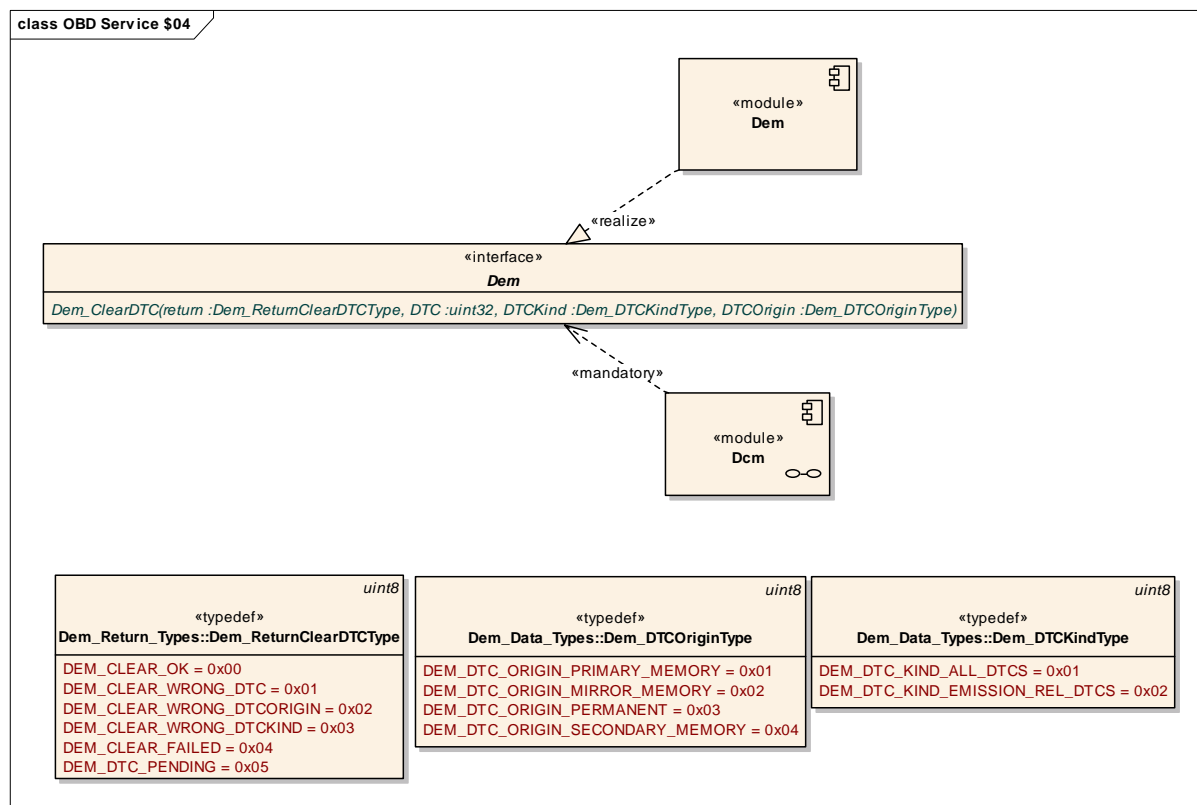 class OBD Service $04
«module»
Dem
«realize»
«interface»
Dem
Dem_ClearDTC(return :Dem_ReturnClearDTCType, DTC :uint32, DTCKind :Dem_DTCKindType, DTCOrigin :Dem_DTCOriginType)
«mandatory»
«module»
Dcm
uint8
«typedef»
Dem_Return_Types::Dem_ReturnClearDTCType
DEM_CLEAR_OK = 0x00
DEM_CLEAR_WRONG_DTC = 0x01
DEM_CLEAR_WRONG_DTCORIGIN = 0x02
DEM_CLEAR_WRONG_DTCKIND = 0x03
DEM_CLEAR_FAILED = 0x04
DEM_DTC_PENDING = 0x05
uint8
«typedef»
Dem_Data_Types::Dem_DTCOriginType
DEM_DTC_ORIGIN_PRIMARY_MEMORY = 0x01
DEM_DTC_ORIGIN_MIRROR_MEMORY = 0x02
DEM_DTC_ORIGIN_PERMANENT = 0x03
DEM_DTC_ORIGIN_SECONDARY_MEMORY = 0x04
uint8
«typedef»
Dem_Data_Types::Dem_DTCKindType
DEM_DTC_KIND_ALL_DTCS = 0x01
DEM_DTC_KIND_EMISSION_REL_DTCS = 0x02